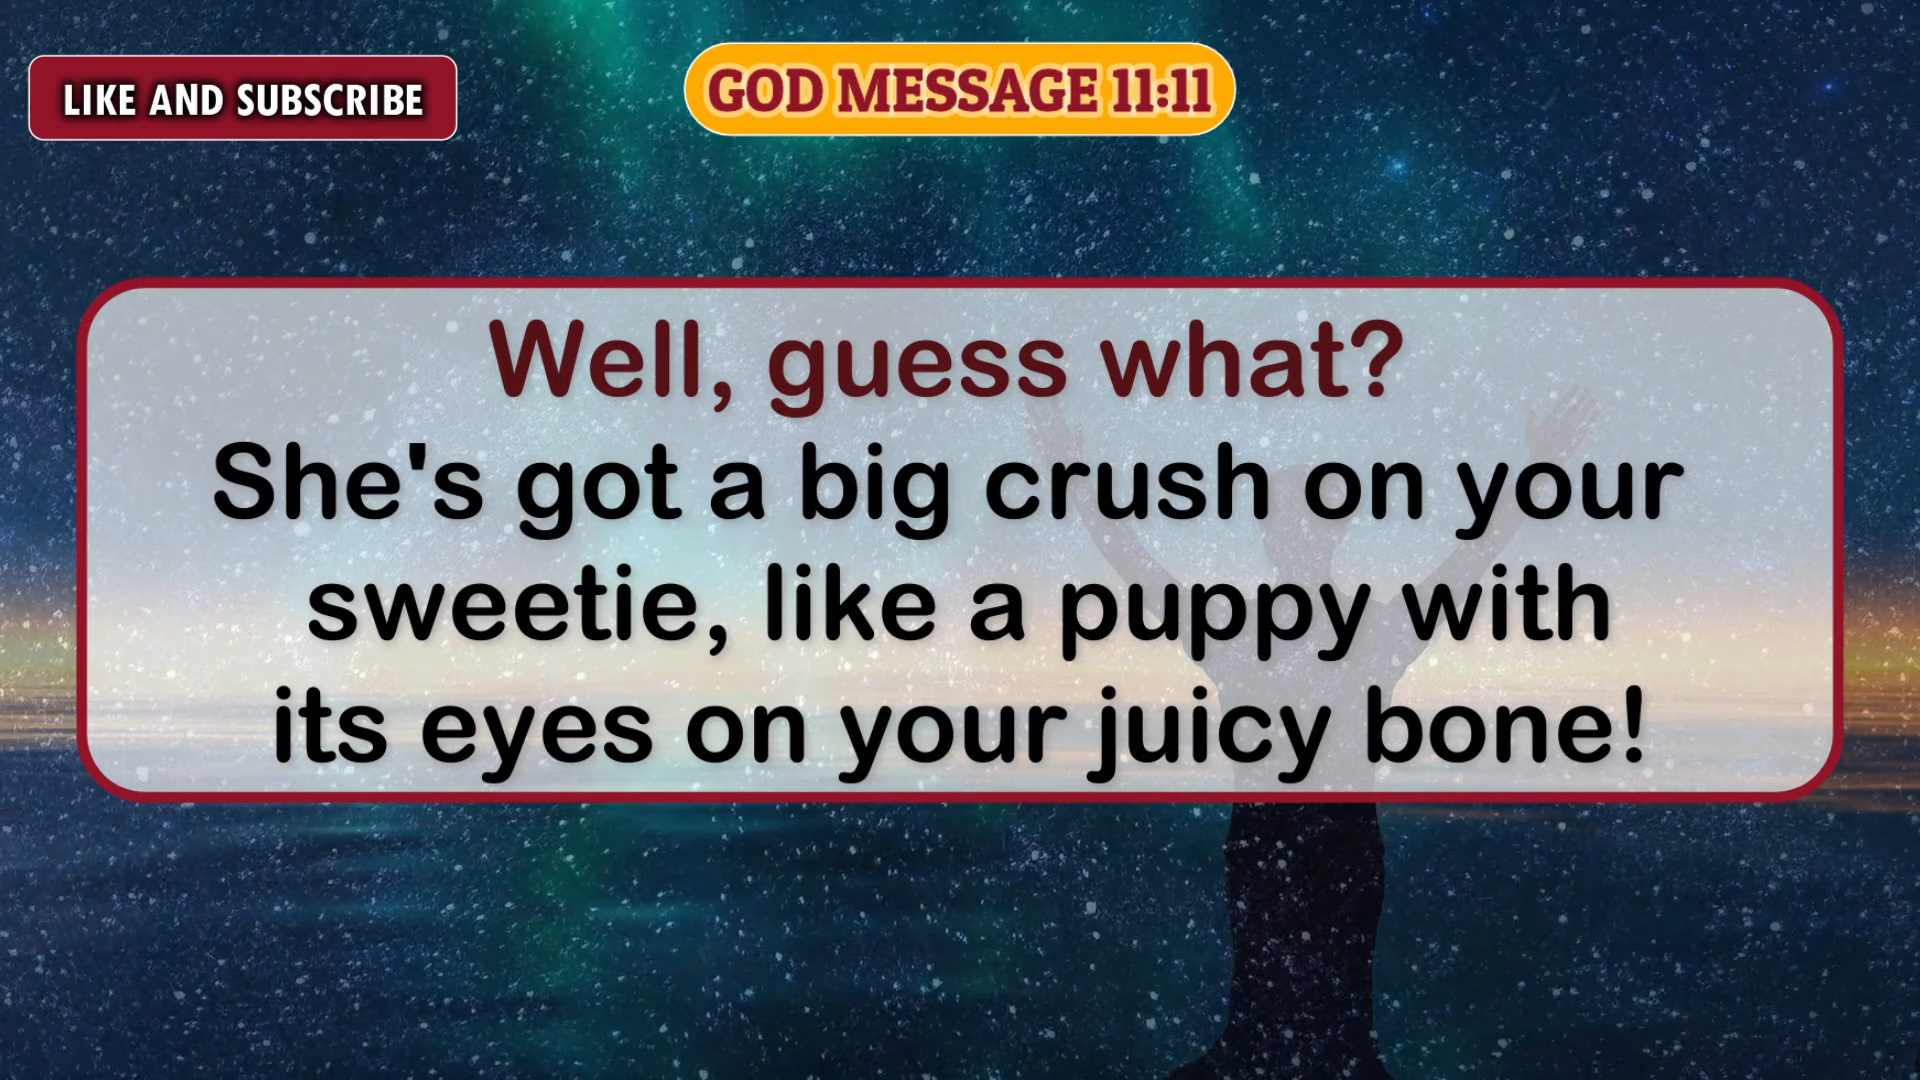 LIKE AND SUBSCRIBE
GOD MESSAGE 11:11
Well, guess what?
She's got a big crush on your
sweetie, like a puppy with
its eyes on your juicy bone!